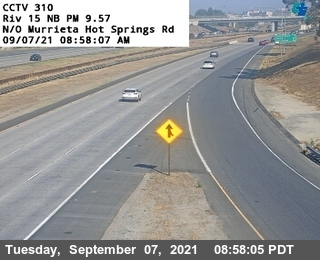 CCTV 310
Riv 15 NB PM 9.57
N/O Murrieta Hot Springs Rd
09/07/21 08:58:07 AM
Tuesday, September 07, 2021 08:58:05 PDT